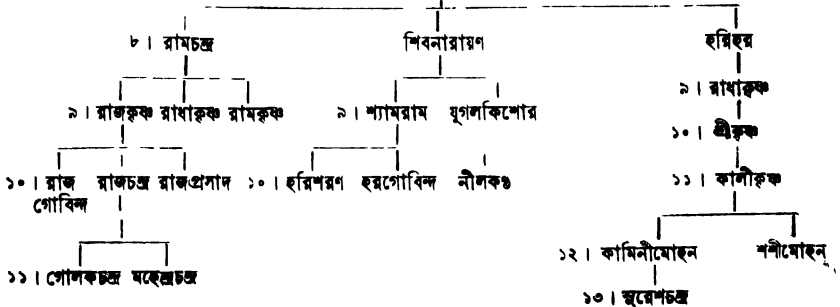 ৮। রামচন্দ্র শিবনারায়ণ হরিহর
৯। রাধাকৃষ্ণ
৯। রাজকৃষ্ণ রাধাকৃষ্ণ রামকৃষ্ণ ৯। শ্যামরাম যুগলকিশোর
১০। শ্রীকৃষ্ণ
১০। রাজ রাজচন্দ্র রাজপ্রসাদ ১০। হরিশরণ হরগোবিন্দ নীলকণ্ঠ ১১। কালীকৃষ্ণ
গোবিন্দ
১২। কামিনীমোহন শশীমোহন
১১। গোলকচন্দ্র মহেন্দ্রচন্দ্র
১৩। সুরেশচন্দ্র